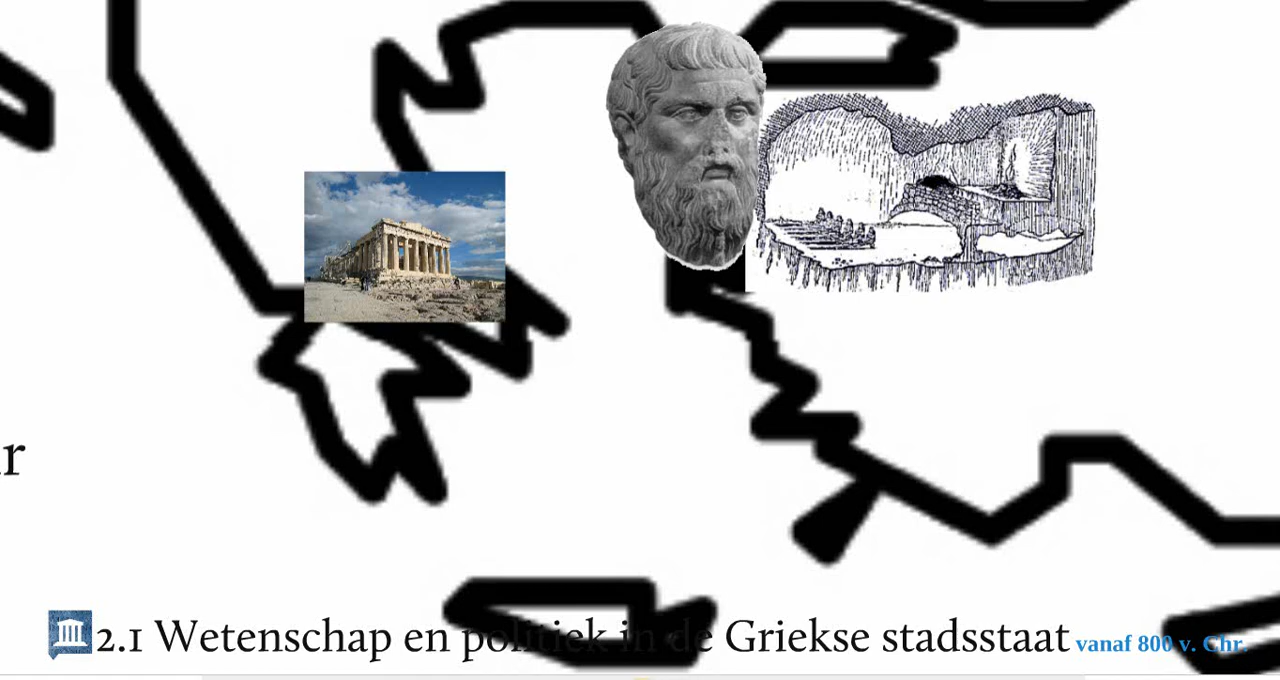 r
2.1 Wetenschap en politiek in de Griekse stadsstaat vanaf 800 v. Chr.